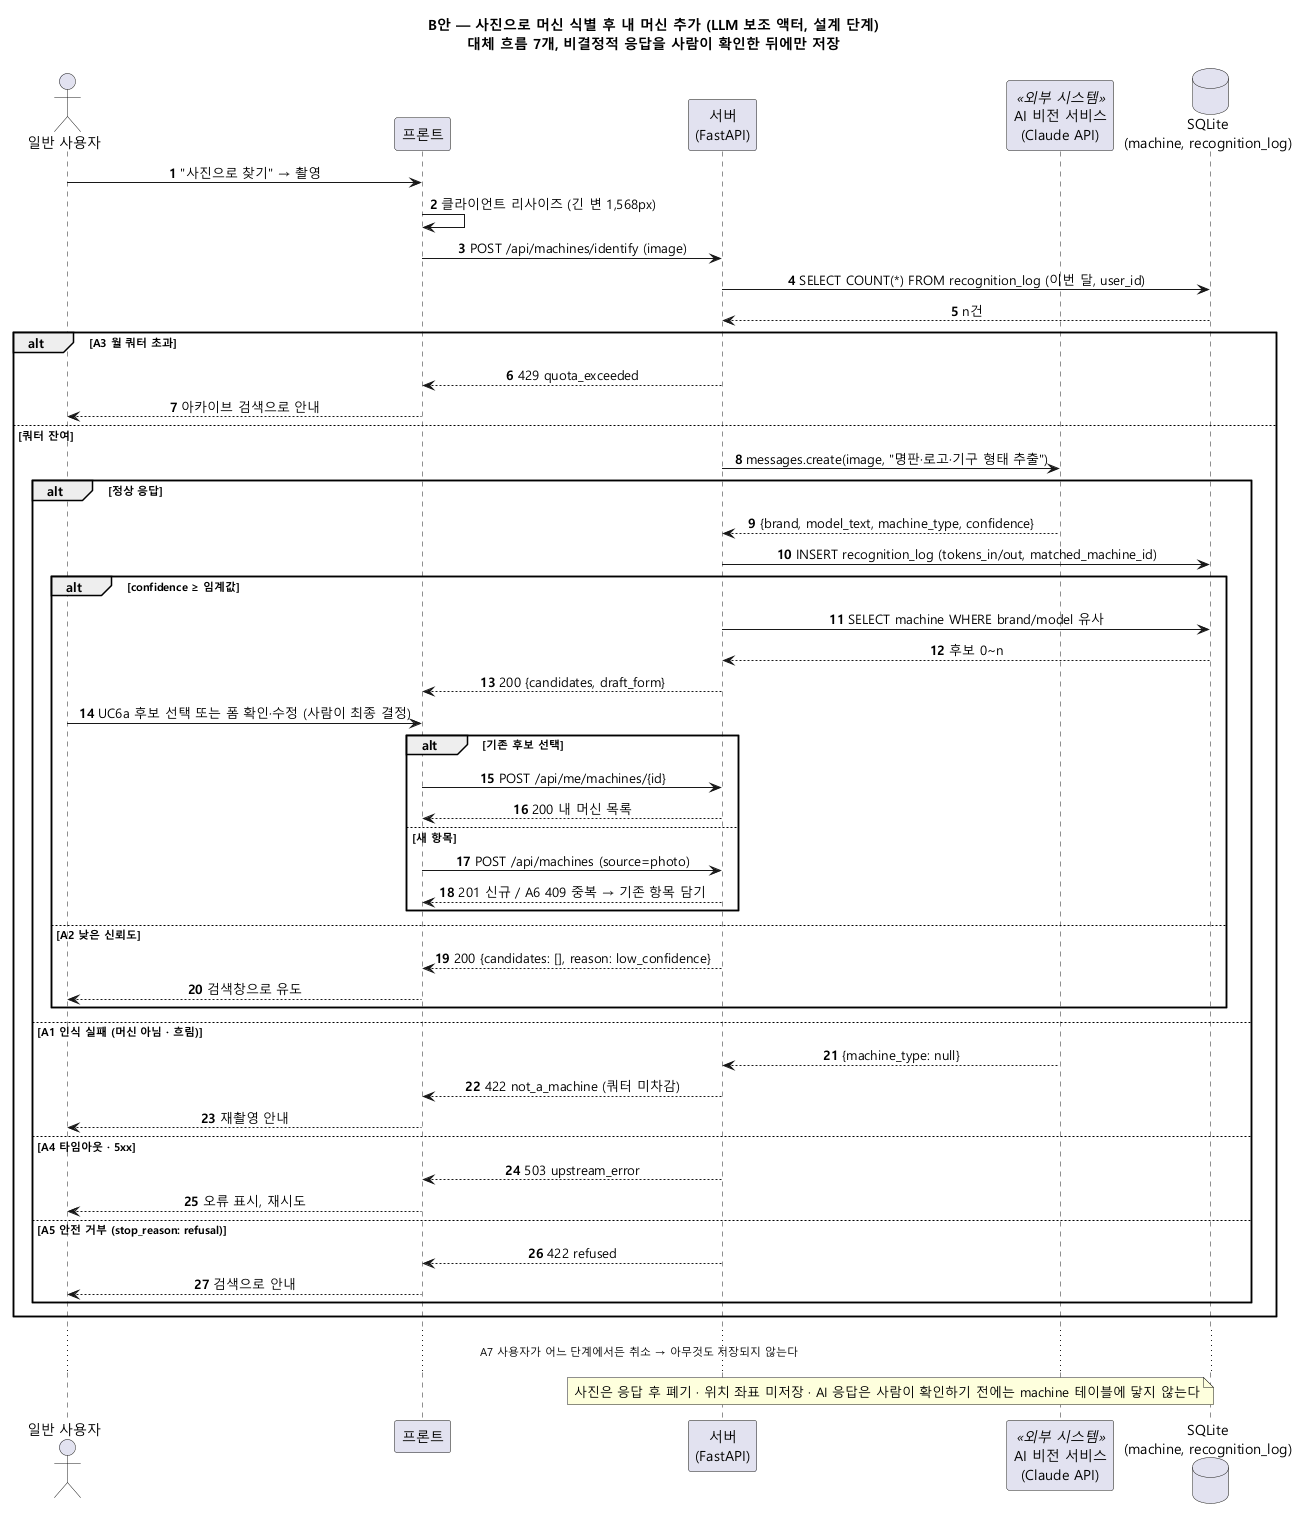 B안 — 사진으로 머신 식별 후 내 머신 추가 (LLM 보조 액터, 설계 단계)
대체 흐름 7개, 비결정적 응답을 사람이 확인한 뒤에만 저장
일반 사용자
프론트
서버
(FastAPI)
«외부 시스템»
AI 비전 서비스
(Claude API)
SQLite
(machine, recognition_log)
1 "사진으로 찾기" → 촬영
2 클라이언트 리사이즈 (긴 변 1,568px)
3 POST /api/machines/identify (image)
4 SELECT COUNT(*) FROM recognition_log (이번 달, user_id)
5 n건
alt [A3 월 쿼터 초과]
6 429 quota_exceeded
7 아카이브 검색으로 안내
[쿼터 잔여]
8 messages.create(image, "명판·로고·기구 형태 추출")
alt [정상 응답]
9 {brand, model_text, machine_type, confidence}
10 INSERT recognition_log (tokens_in/out, matched_machine_id)
alt [confidence ≥ 임계값]
11 SELECT machine WHERE brand/model 유사
12 후보 0~n
13 200 {candidates, draft_form}
14 UC6a 후보 선택 또는 폼 확인·수정 (사람이 최종 결정)
alt [기존 후보 선택]
15 POST /api/me/machines/{id}
16 200 내 머신 목록
[새 항목]
17 POST /api/machines (source=photo)
18 201 신규 / A6 409 중복 → 기존 항목 담기
[A2 낮은 신뢰도]
19 200 {candidates: [], reason: low_confidence}
20 검색창으로 유도
[A1 인식 실패 (머신 아님 · 흐림)]
21 {machine_type: null}
22 422 not_a_machine (쿼터 미차감)
23 재촬영 안내
[A4 타임아웃 · 5xx]
24 503 upstream_error
25 오류 표시, 재시도
[A5 안전 거부 (stop_reason: refusal)]
26 422 refused
27 검색으로 안내
A7 사용자가 어느 단계에서든 취소 → 아무것도 저장되지 않는다
사진은 응답 후 폐기 · 위치 좌표 미저장 · AI 응답은 사람이 확인하기 전에는 machine 테이블에 닿지 않는다
일반 사용자
프론트
서버
(FastAPI)
«외부 시스템»
AI 비전 서비스
(Claude API)
SQLite
(machine, recognition_log)